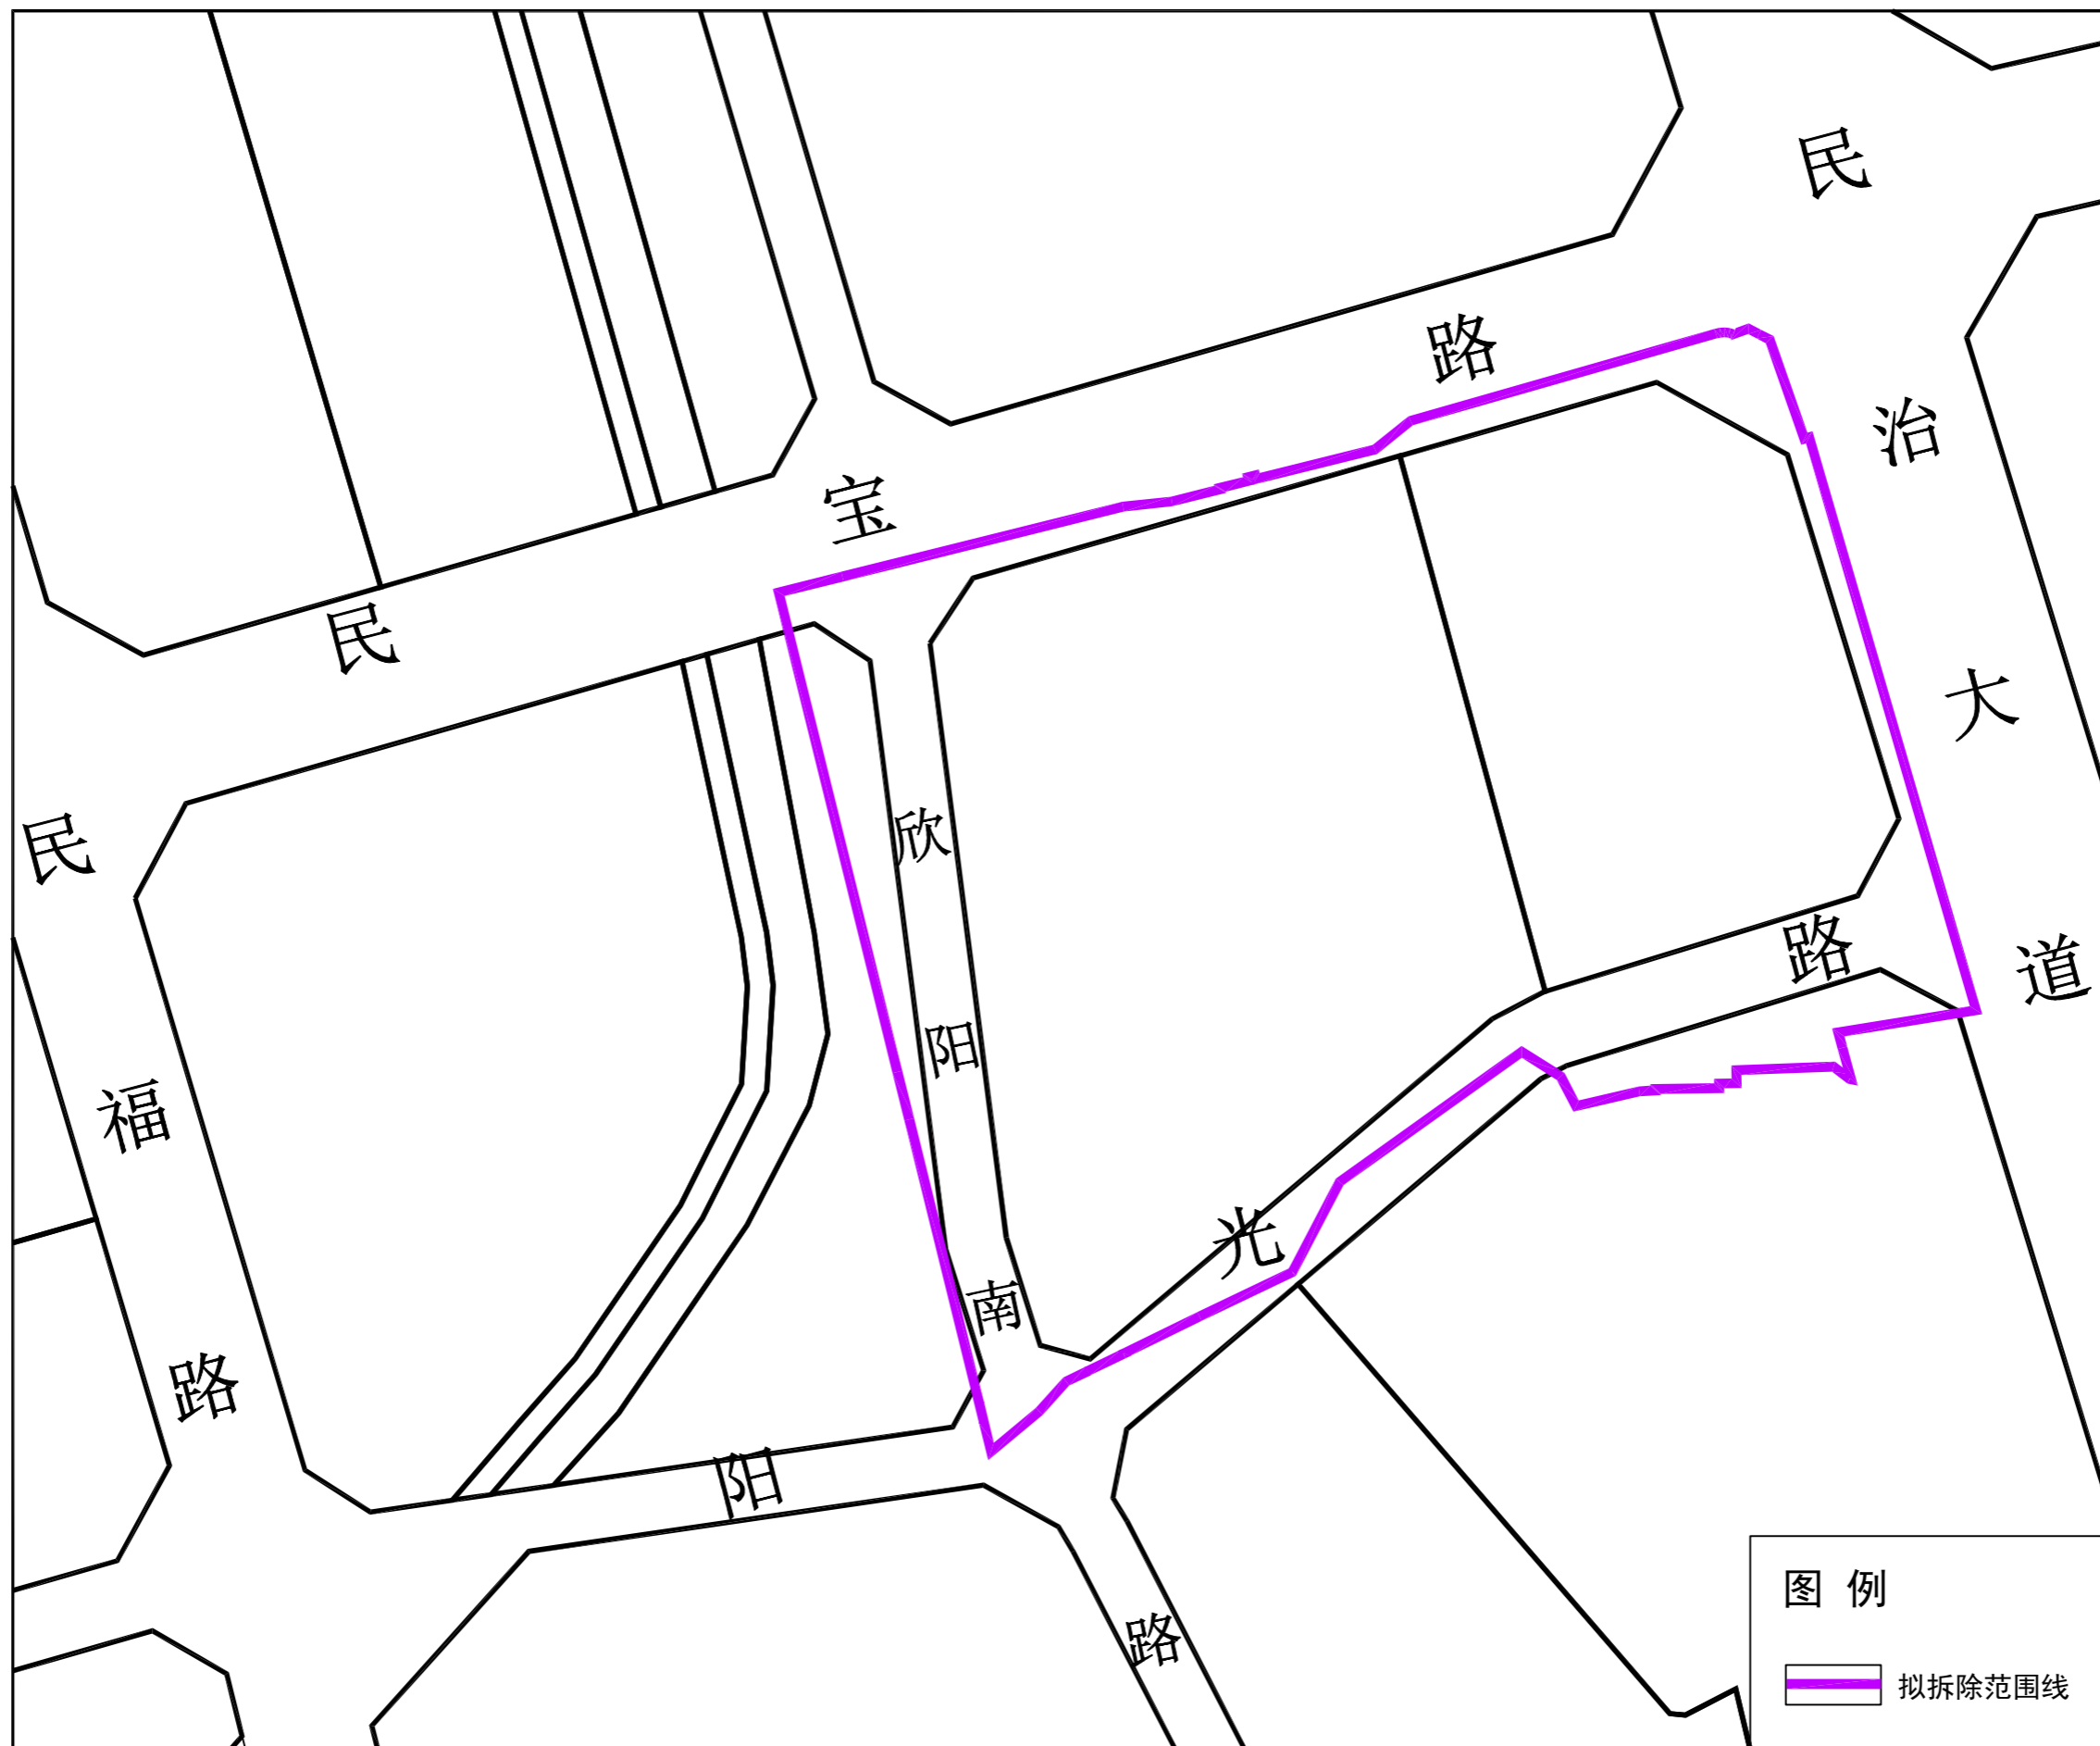 民宝路
民治大道
民福路
欣阳南路
阳光路
图例
拟拆除范围线